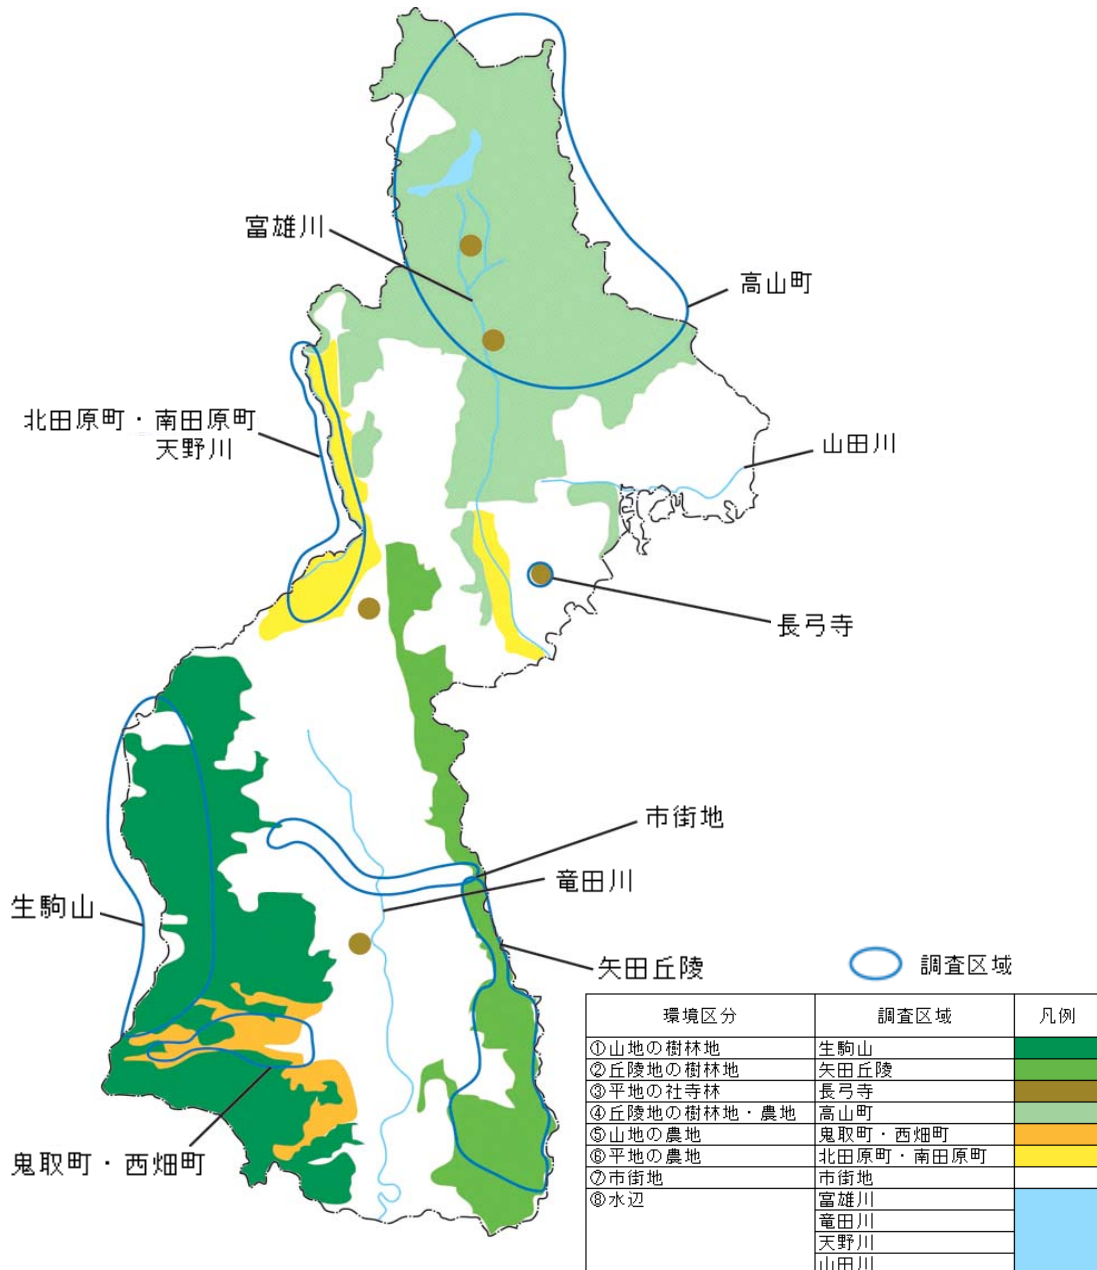 富雄川
高山町
北田原町・南田原町
天野川
山田川
長弓寺
市街地
竜田川
生駒山
矢田丘陵
鬼取町・西畑町
調査区域
環境区分 調査区域 凡例
①山地の樹林地 生駒山
②丘陵地の樹林地 矢田丘陵
③平地の社寺林 長弓寺
④丘陵地の樹林地・農地 高山町
⑤山地の農地 鬼取町・西畑町
⑥平地の農地 北田原町・南田原町
⑦市街地 市街地
⑧水辺 富雄川
竜田川
天野川
山田川